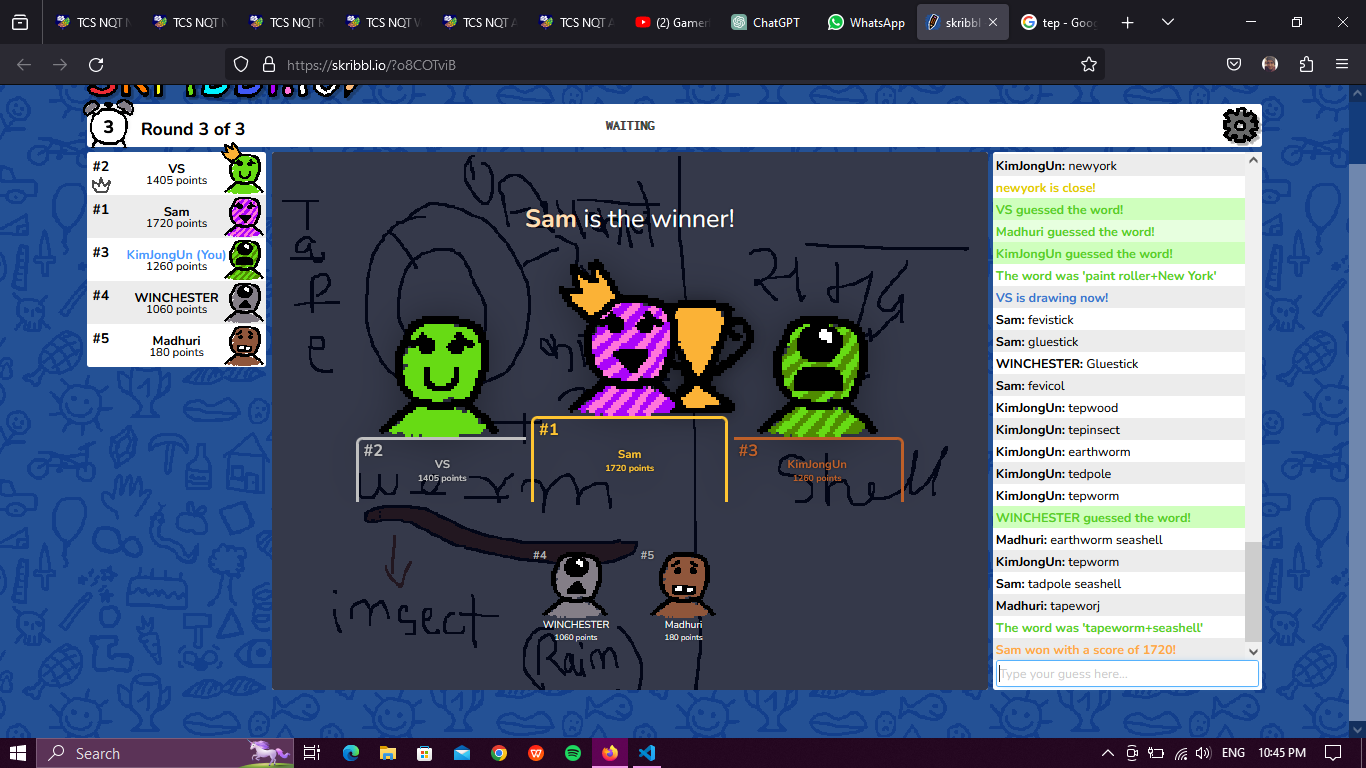 TCS NQT
TCS NQT
TCS NQT
TCS NQT
TCS NQT
TCS NQT
(2) Gamer
ChatGPT
WhatsApp
skribbl
tep - Goog
https://skribbl.io/?o8COTviB
3
Round 3 of 3
WAITING
#2 VS
1405 points
#1 Sam
1720 points
#3 KimJongUn (You)
1260 points
#4 WINCHESTER
1060 points
#5 Madhuri
180 points
Sam is the winner!
Tape
#2
VS
1405 points
#1
Sam
1720 points
#3
KimJongUn
1260 points
werm
Shell
#4
WINCHESTER
1060 points
#5
Madhuri
180 points
insect
Rain
KimJongUn: newyork
newyork is close!
VS guessed the word!
Madhuri guessed the word!
KimJongUn guessed the word!
The word was 'paint roller+New York'
VS is drawing now!
Sam: fevistick
Sam: gluestick
WINCHESTER: Gluestick
Sam: fevicol
KimJongUn: tepwood
KimJongUn: tepinsect
KimJongUn: earthworm
KimJongUn: tedpole
KimJongUn: tepworm
WINCHESTER guessed the word!
Madhuri: earthworm seashell
KimJongUn: tepworm
Sam: tadpole seashell
Madhuri: tapeworj
The word was 'tapeworm+seashell'
Sam won with a score of 1720!
Type your guess here...
Search
ENG
10:45 PM